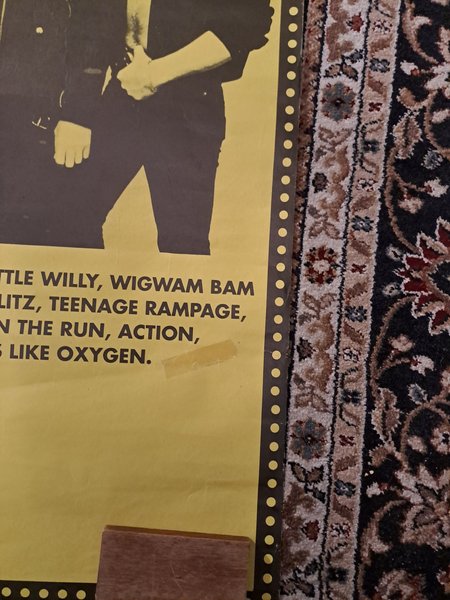 TTLE WILLY, WIGWAM BAM
LITZ, TEENAGE RAMPAGE,
N THE RUN, ACTION,
S LIKE OXYGEN.